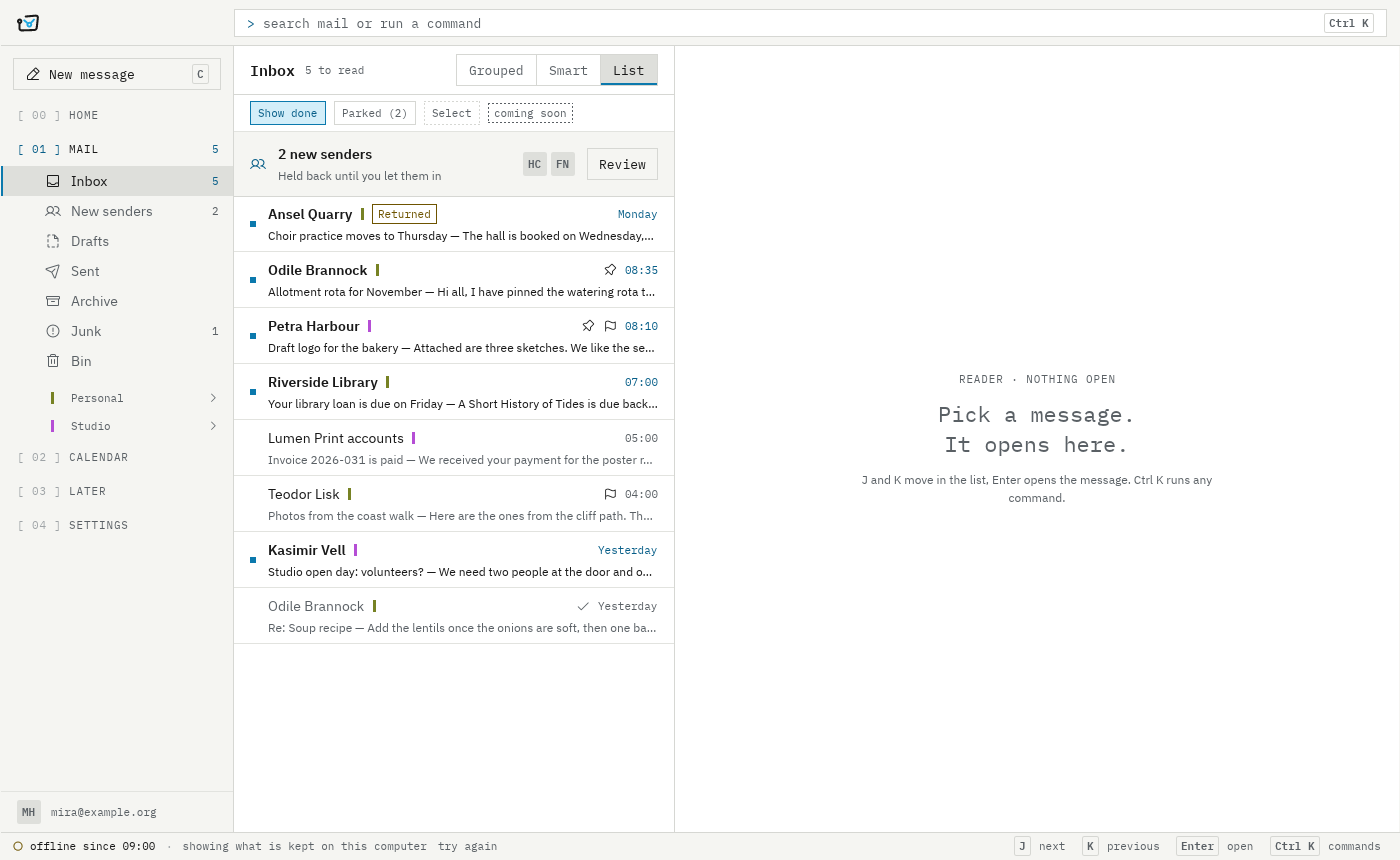 > search mail or run a command Ctrl K
New message C
[ 00 ] HOME
[ 01 ] MAIL 5
Inbox 5
New senders 2
Drafts
Sent
Archive
Junk 1
Bin
Personal
Studio
[ 02 ] CALENDAR
[ 03 ] LATER
[ 04 ] SETTINGS
MH mira@example.org
Inbox 5 to read Grouped Smart List
Show done Parked (2) Select coming soon
2 new senders
Held back until you let them in
HC FN Review
Ansel Quarry Returned Monday
Choir practice moves to Thursday — The hall is booked on Wednesday,…
Odile Brannock 08:35
Allotment rota for November — Hi all, I have pinned the watering rota t…
Petra Harbour 08:10
Draft logo for the bakery — Attached are three sketches. We like the se…
Riverside Library 07:00
Your library loan is due on Friday — A Short History of Tides is due back…
Lumen Print accounts 05:00
Invoice 2026-031 is paid — We received your payment for the poster r…
Teodor Lisk 04:00
Photos from the coast walk — Here are the ones from the cliff path. Th…
Kasimir Vell Yesterday
Studio open day: volunteers? — We need two people at the door and o…
Odile Brannock Yesterday
Re: Soup recipe — Add the lentils once the onions are soft, then one ba…
READER · NOTHING OPEN
Pick a message.
It opens here.
J and K move in the list, Enter opens the message. Ctrl K runs any
command.
offline since 09:00 · showing what is kept on this computer try again
J next K previous Enter open Ctrl K commands